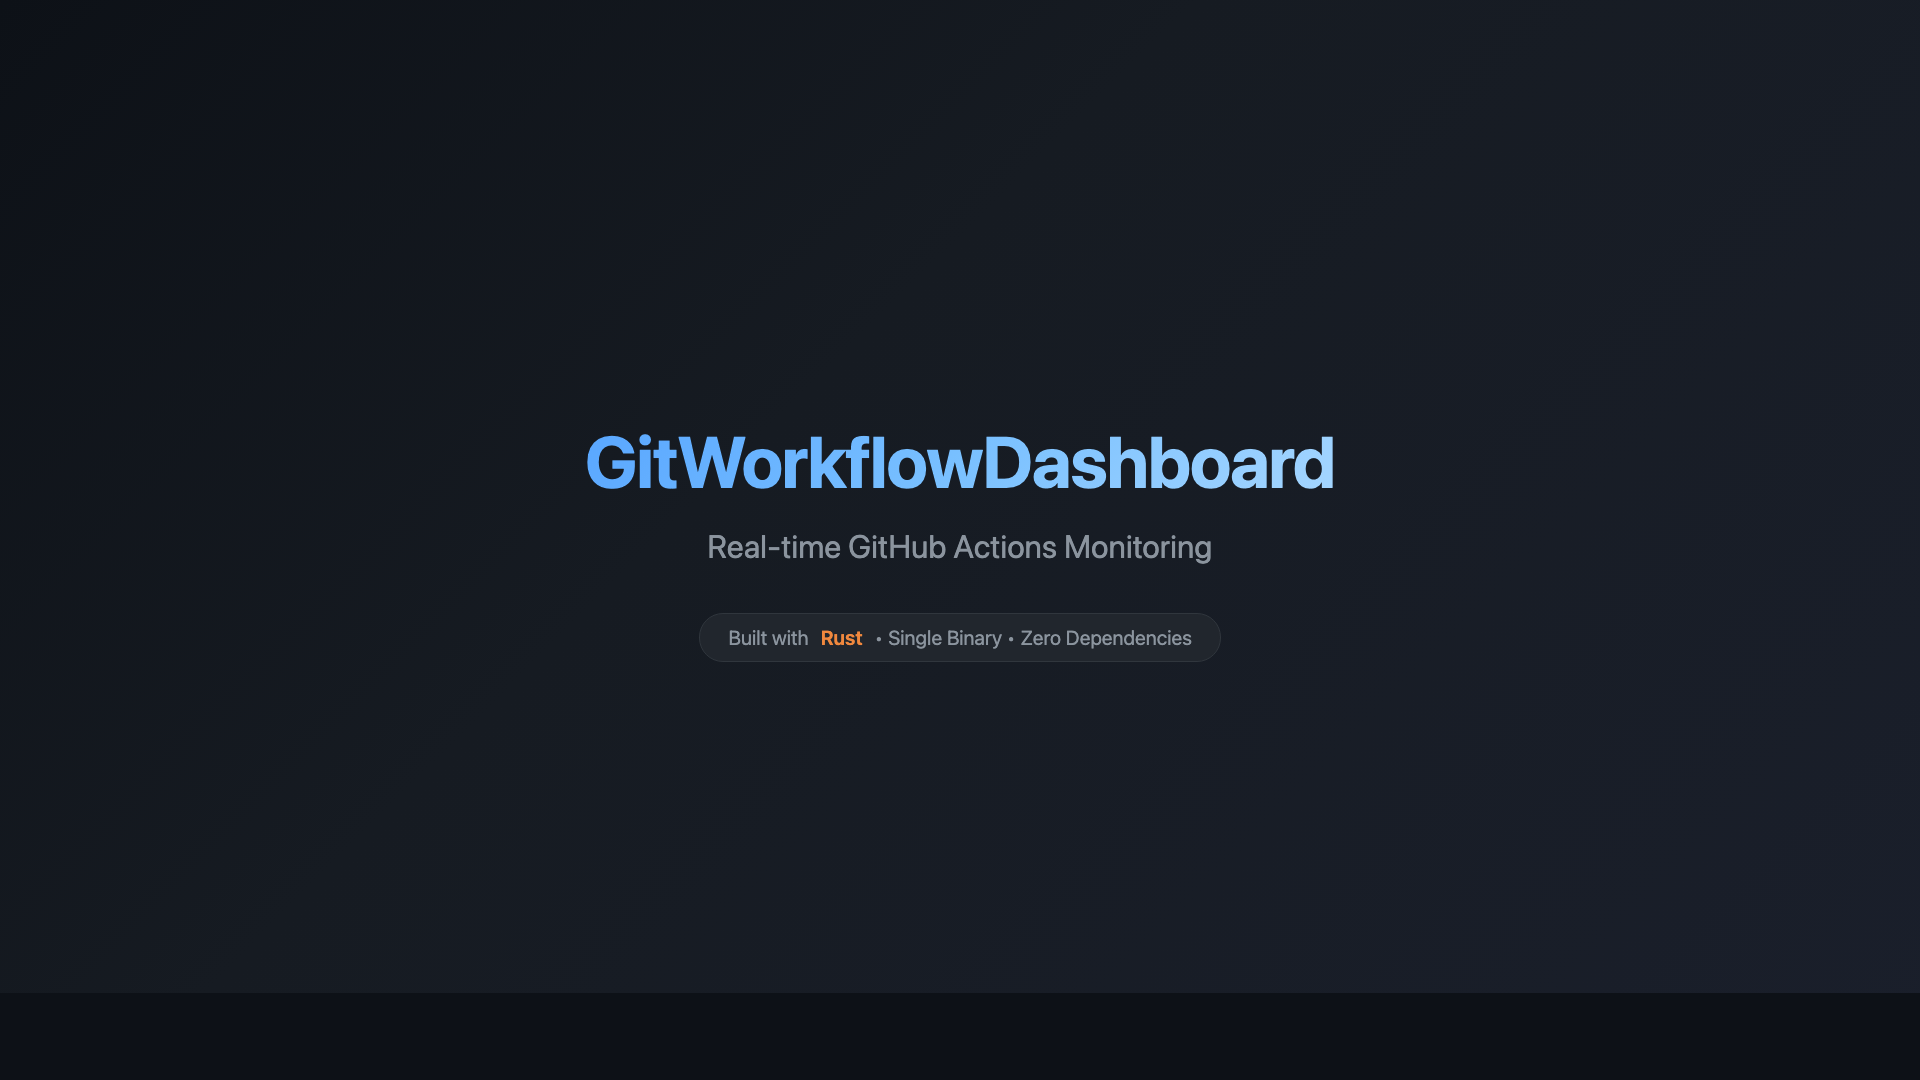 GitWorkflowDashboard
Real-time GitHub Actions Monitoring
Built with Rust • Single Binary • Zero Dependencies